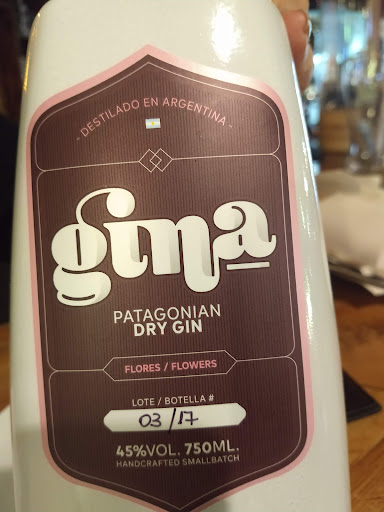 - DESTILADO EN ARGENTINA -
gina
PATAGONIAN
DRY GIN
FLORES / FLOWERS
LOTE / BOTELLA #
03 / 17
45%VOL. 750ML.
HANDCRAFTED SMALLBATCH